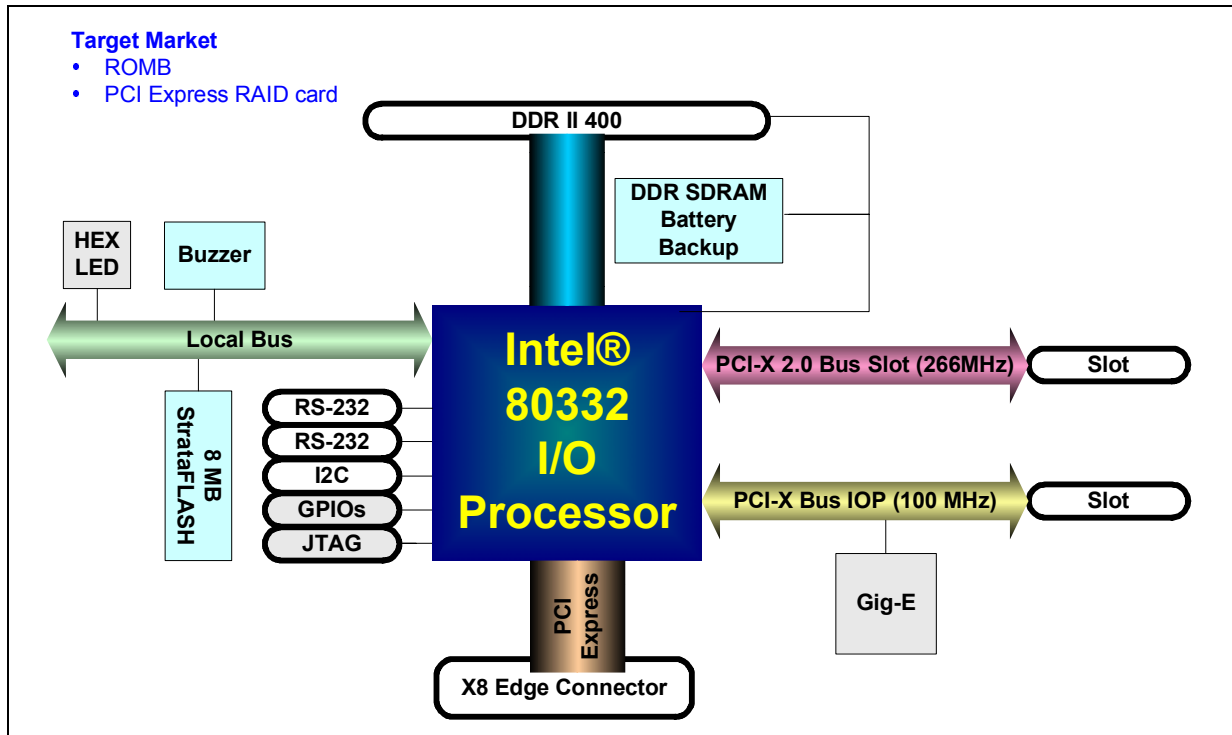 Target Market
• ROMB
• PCI Express RAID card
DDR II 400
DDR SDRAM
Battery
Backup
HEX
LED
Buzzer
Local Bus
Intel®
80332
I/O
Processor
PCI-X 2.0 Bus Slot (266MHz)
Slot
8 MB
StrataFLASH
RS-232
RS-232
I2C
GPIOs
JTAG
PCI-X Bus IOP (100 MHz)
Slot
Gig-E
PCI
Express
X8 Edge Connector